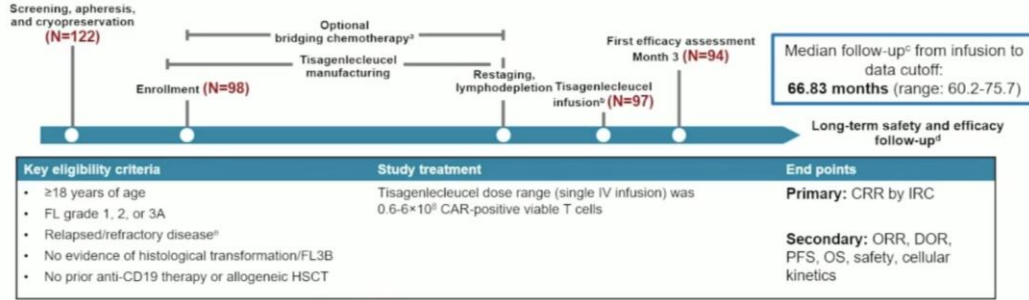 Screening, apheresis,
and cryopreservation
(N=122)
Optional
bridging chemotherapyᵃ
Tisagenlecleucel
manufacturing
Enrollment (N=98)
Restaging,
lymphodepletion
Tisagenlecleucel
infusionᵇ (N=97)
First efficacy assessment
Month 3 (N=94)
Median follow-upᶜ from infusion to
data cutoff:
66.83 months (range: 60.2-75.7)
Long-term safety and efficacy
follow-upᵈ
Key eligibility criteria
• ≥18 years of age
• FL grade 1, 2, or 3A
• Relapsed/refractory diseaseᵉ
• No evidence of histological transformation/FL3B
• No prior anti-CD19 therapy or allogeneic HSCT
Study treatment
Tisagenlecleucel dose range (single IV infusion) was
0.6-6×10⁸ CAR-positive viable T cells
End points
Primary: CRR by IRC
Secondary: ORR, DOR,
PFS, OS, safety, cellular
kinetics